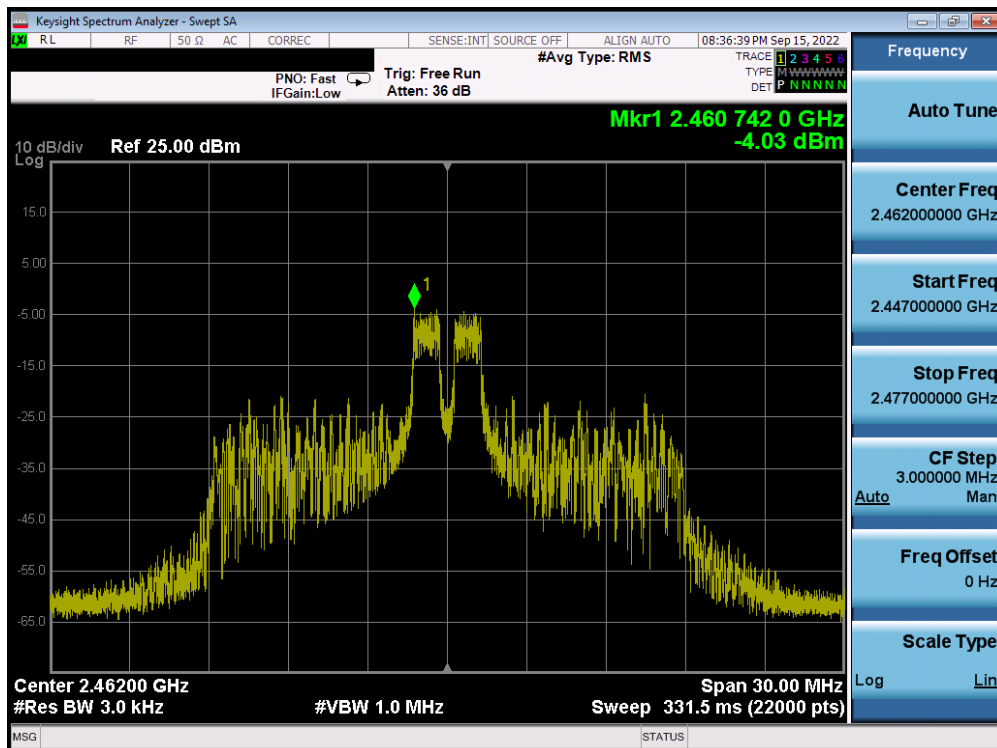 Keysight Spectrum Analyzer - Swept SA
LXI RL RF 50 Ω AC CORREC SENSE:INT SOURCE OFF ALIGN AUTO 08:36:39 PM Sep 15, 2022
Frequency
#Avg Type: RMS
TRACE 1 2 3 4 5 6
PNO: Fast Trig: Free Run TYPE M WWWWW
IFGain:Low Atten: 36 dB DET P N N N N N
Auto Tune
Mkr1 2.460 742 0 GHz
-4.03 dBm
10 dB/div Ref 25.00 dBm
Log
15.0
5.00
-5.00
-15.0
-25.0
-35.0
-45.0
-55.0
-65.0
1
Center Freq
2.462000000 GHz
Start Freq
2.447000000 GHz
Stop Freq
2.477000000 GHz
CF Step
3.000000 MHz
Auto Man
Freq Offset
0 Hz
Scale Type
Log Lin
Center 2.46200 GHz Span 30.00 MHz
#Res BW 3.0 kHz #VBW 1.0 MHz Sweep 331.5 ms (22000 pts)
MSG STATUS